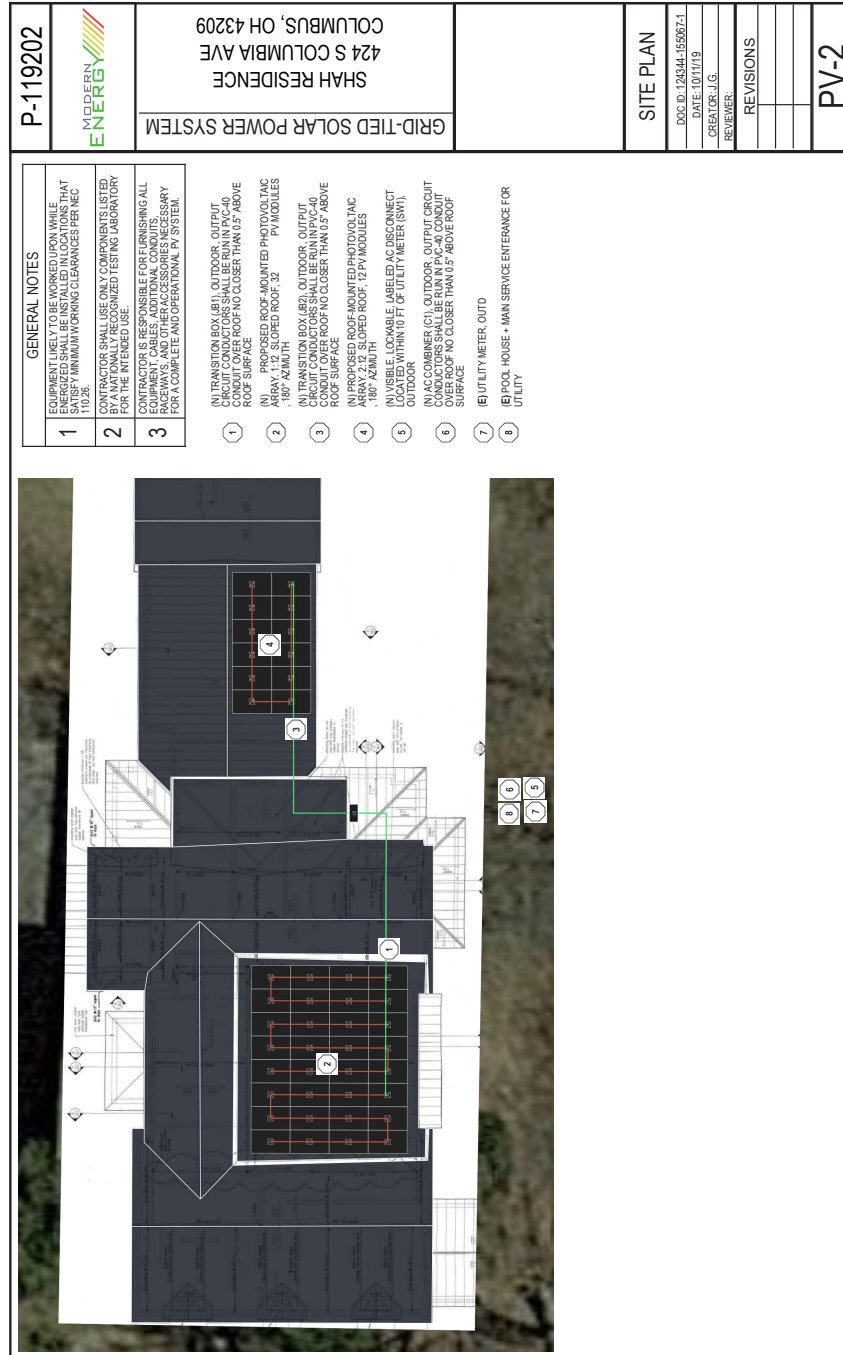 P-119202
MODERN
ENERGY
GRID-TIED SOLAR POWER SYSTEM
SHAH RESIDENCE
424 S COLUMBIA AVE
COLUMBUS, OH 43209
SITE PLAN
DOC ID: 124344-155067-1
DATE: 10/11/19
CREATOR: J.G.
REVIEWER:
REVISIONS
PV-2
GENERAL NOTES
1
EQUIPMENT LIKELY TO BE WORKED UPON WHILE
ENERGIZED SHALL BE INSTALLED IN LOCATIONS THAT
SATISFY MINIMUM WORKING CLEARANCES PER NEC
110.26.
2
CONTRACTOR SHALL USE ONLY COMPONENTS LISTED
BY A NATIONALLY RECOGNIZED TESTING LABORATORY
FOR THE INTENDED USE.
3
CONTRACTOR IS RESPONSIBLE FOR FURNISHING ALL
EQUIPMENT, CABLES, ADDITIONAL CONDUITS,
RACEWAYS, AND OTHER ACCESSORIES NECESSARY
FOR A COMPLETE AND OPERATIONAL PV SYSTEM.
1
(N) TRANSITION BOX (JB1), OUTDOOR, OUTPUT
CIRCUIT CONDUCTORS SHALL BE RUN IN PVC-40
CONDUIT OVER ROOF NO CLOSER THAN 0.5" ABOVE
ROOF SURFACE
2
(N) PROPOSED ROOF-MOUNTED PHOTOVOLTAIC
ARRAY. 1:12 SLOPED ROOF, 32 PV MODULES
, 180° AZIMUTH
3
(N) TRANSITION BOX (JB2), OUTDOOR, OUTPUT
CIRCUIT CONDUCTORS SHALL BE RUN IN PVC-40
CONDUIT OVER ROOF NO CLOSER THAN 0.5" ABOVE
ROOF SURFACE
4
(N) PROPOSED ROOF-MOUNTED PHOTOVOLTAIC
ARRAY. 2:12 SLOPED ROOF, 12 PV MODULES
, 180° AZIMUTH
5
(N) VISIBLE, LOCKABLE, LABELED AC DISCONNECT
LOCATED WITHIN 10 FT OF UTILITY METER (SW1),
OUTDOOR
6
(N) AC COMBINER (C1), OUTDOOR, OUTPUT CIRCUIT
CONDUCTORS SHALL BE RUN IN PVC-40 CONDUIT
OVER ROOF NO CLOSER THAN 0.5" ABOVE ROOF
SURFACE
7
(E) UTILITY METER, OUTD
8
(E) POOL HOUSE + MAIN SERVICE ENTERANCE FOR
UTILITY
4
3
1
2
8 6
7 5